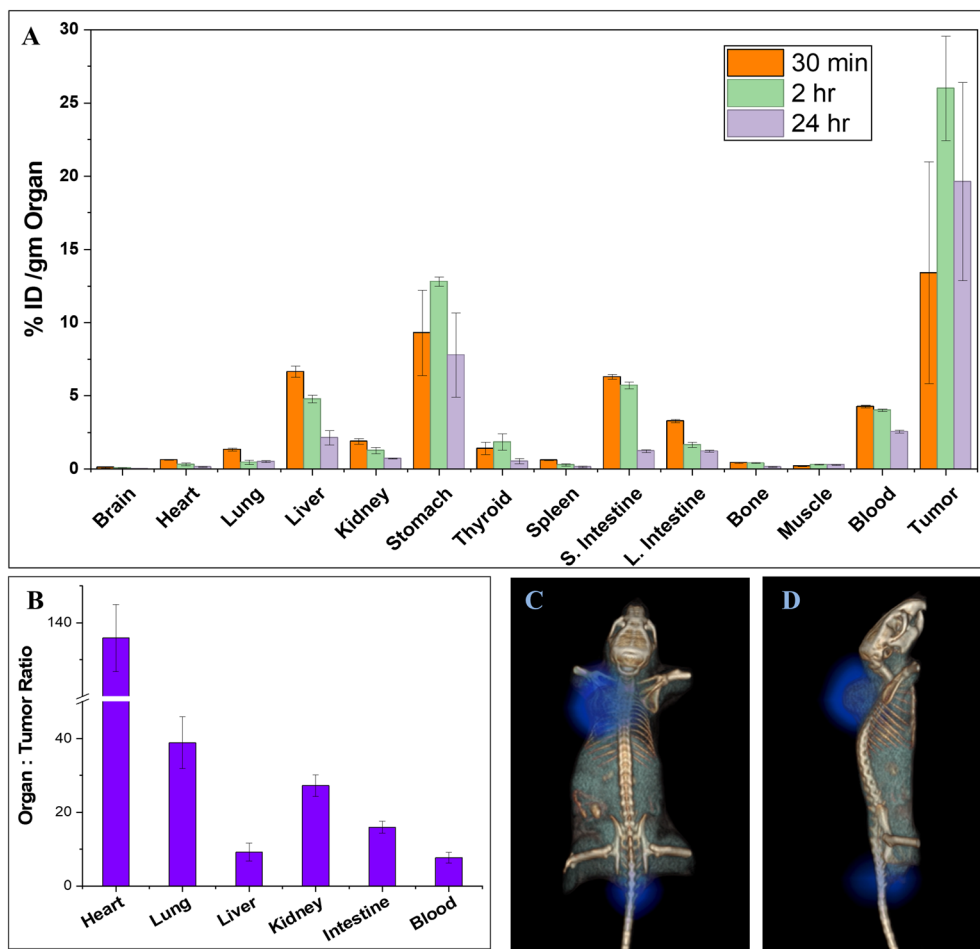 A
30
25
20
15
10
5
0
% ID /gm Organ
30 min
2 hr
24 hr
Brain
Heart
Lung
Liver
Kidney
Stomach
Thyroid
Spleen
S. Intestine
L. Intestine
Bone
Muscle
Blood
Tumor
B
140
40
20
0
Organ : Tumor Ratio
Heart
Lung
Liver
Kidney
Intestine
Blood
C
D